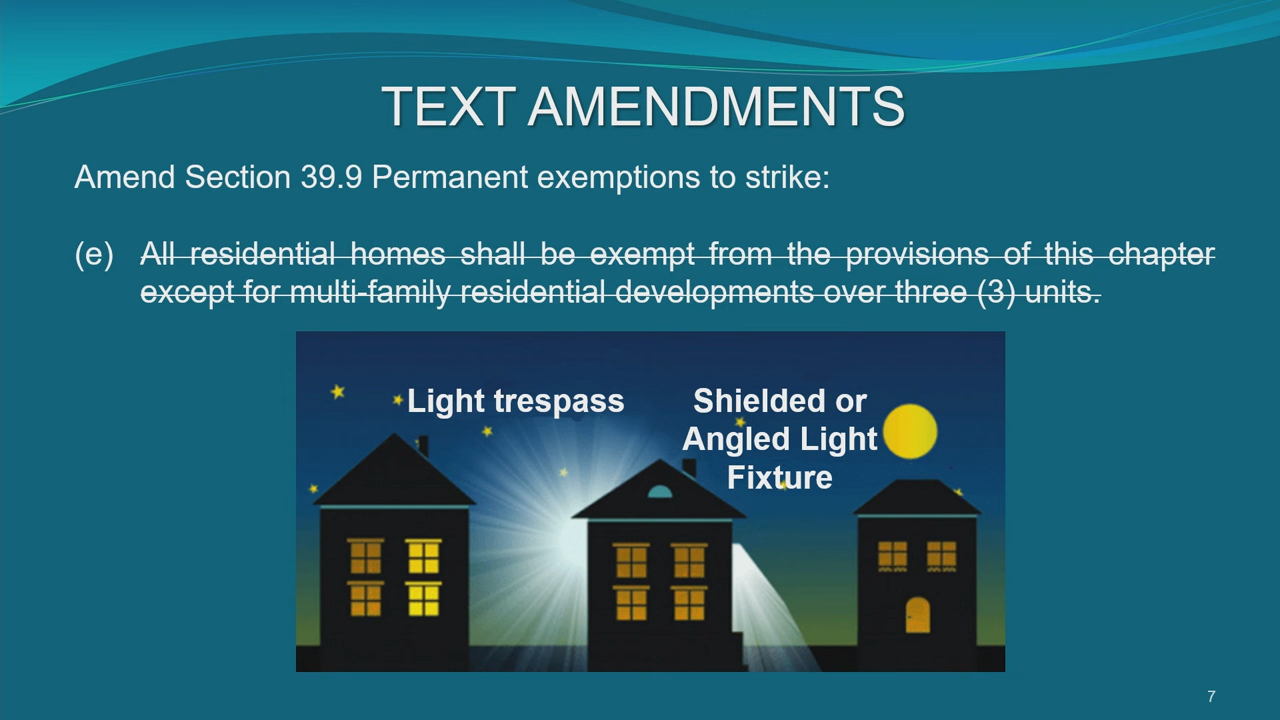 TEXT AMENDMENTS
Amend Section 39.9 Permanent exemptions to strike:
(e) All residential homes shall be exempt from the provisions of this chapter
except for multi-family residential developments over three (3) units.
Light trespass
Shielded or
Angled Light
Fixture
7